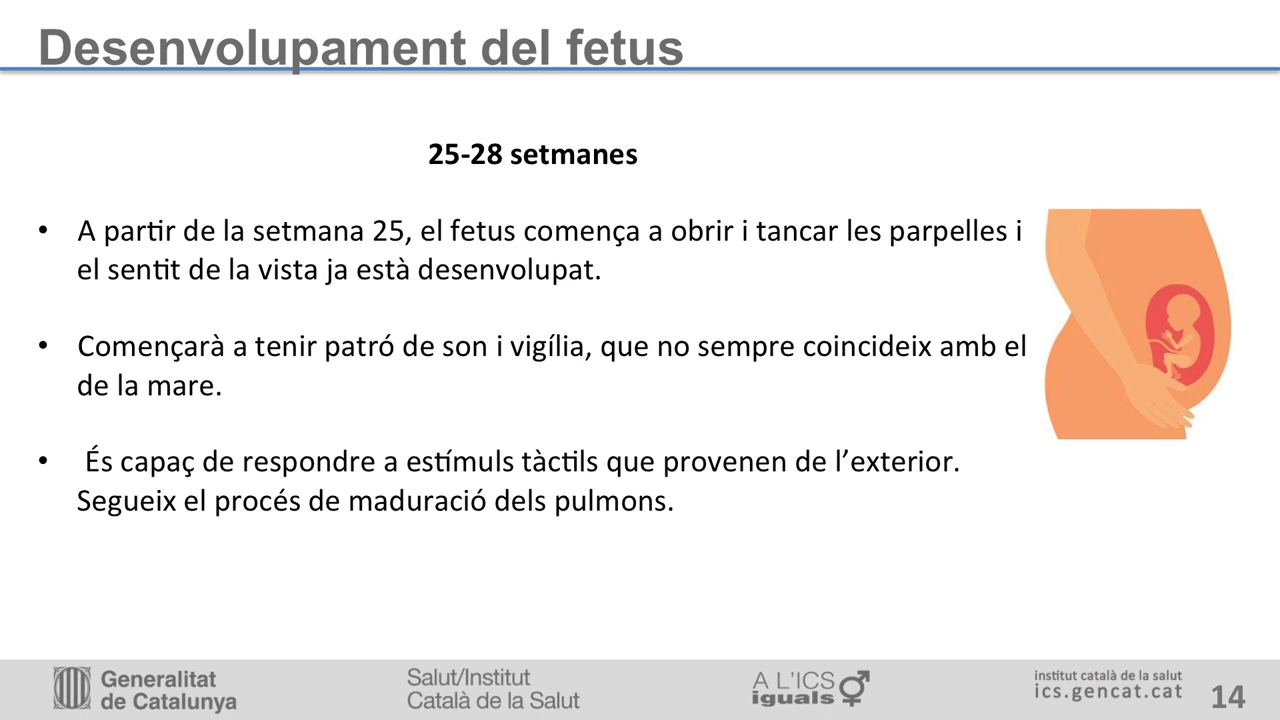 Desenvolupament del fetus
25-28 setmanes
• A partir de la setmana 25, el fetus comença a obrir i tancar les parpelles i
el sentit de la vista ja està desenvolupat.
• Començarà a tenir patró de son i vigília, que no sempre coincideix amb el
de la mare.
• És capaç de respondre a estímuls tàctils que provenen de l’exterior.
Segueix el procés de maduració dels pulmons.
Generalitat
de Catalunya
Salut/Institut
Català de la Salut
A L'ICS
iguals
institut català de la salut
ics.gencat.cat
14